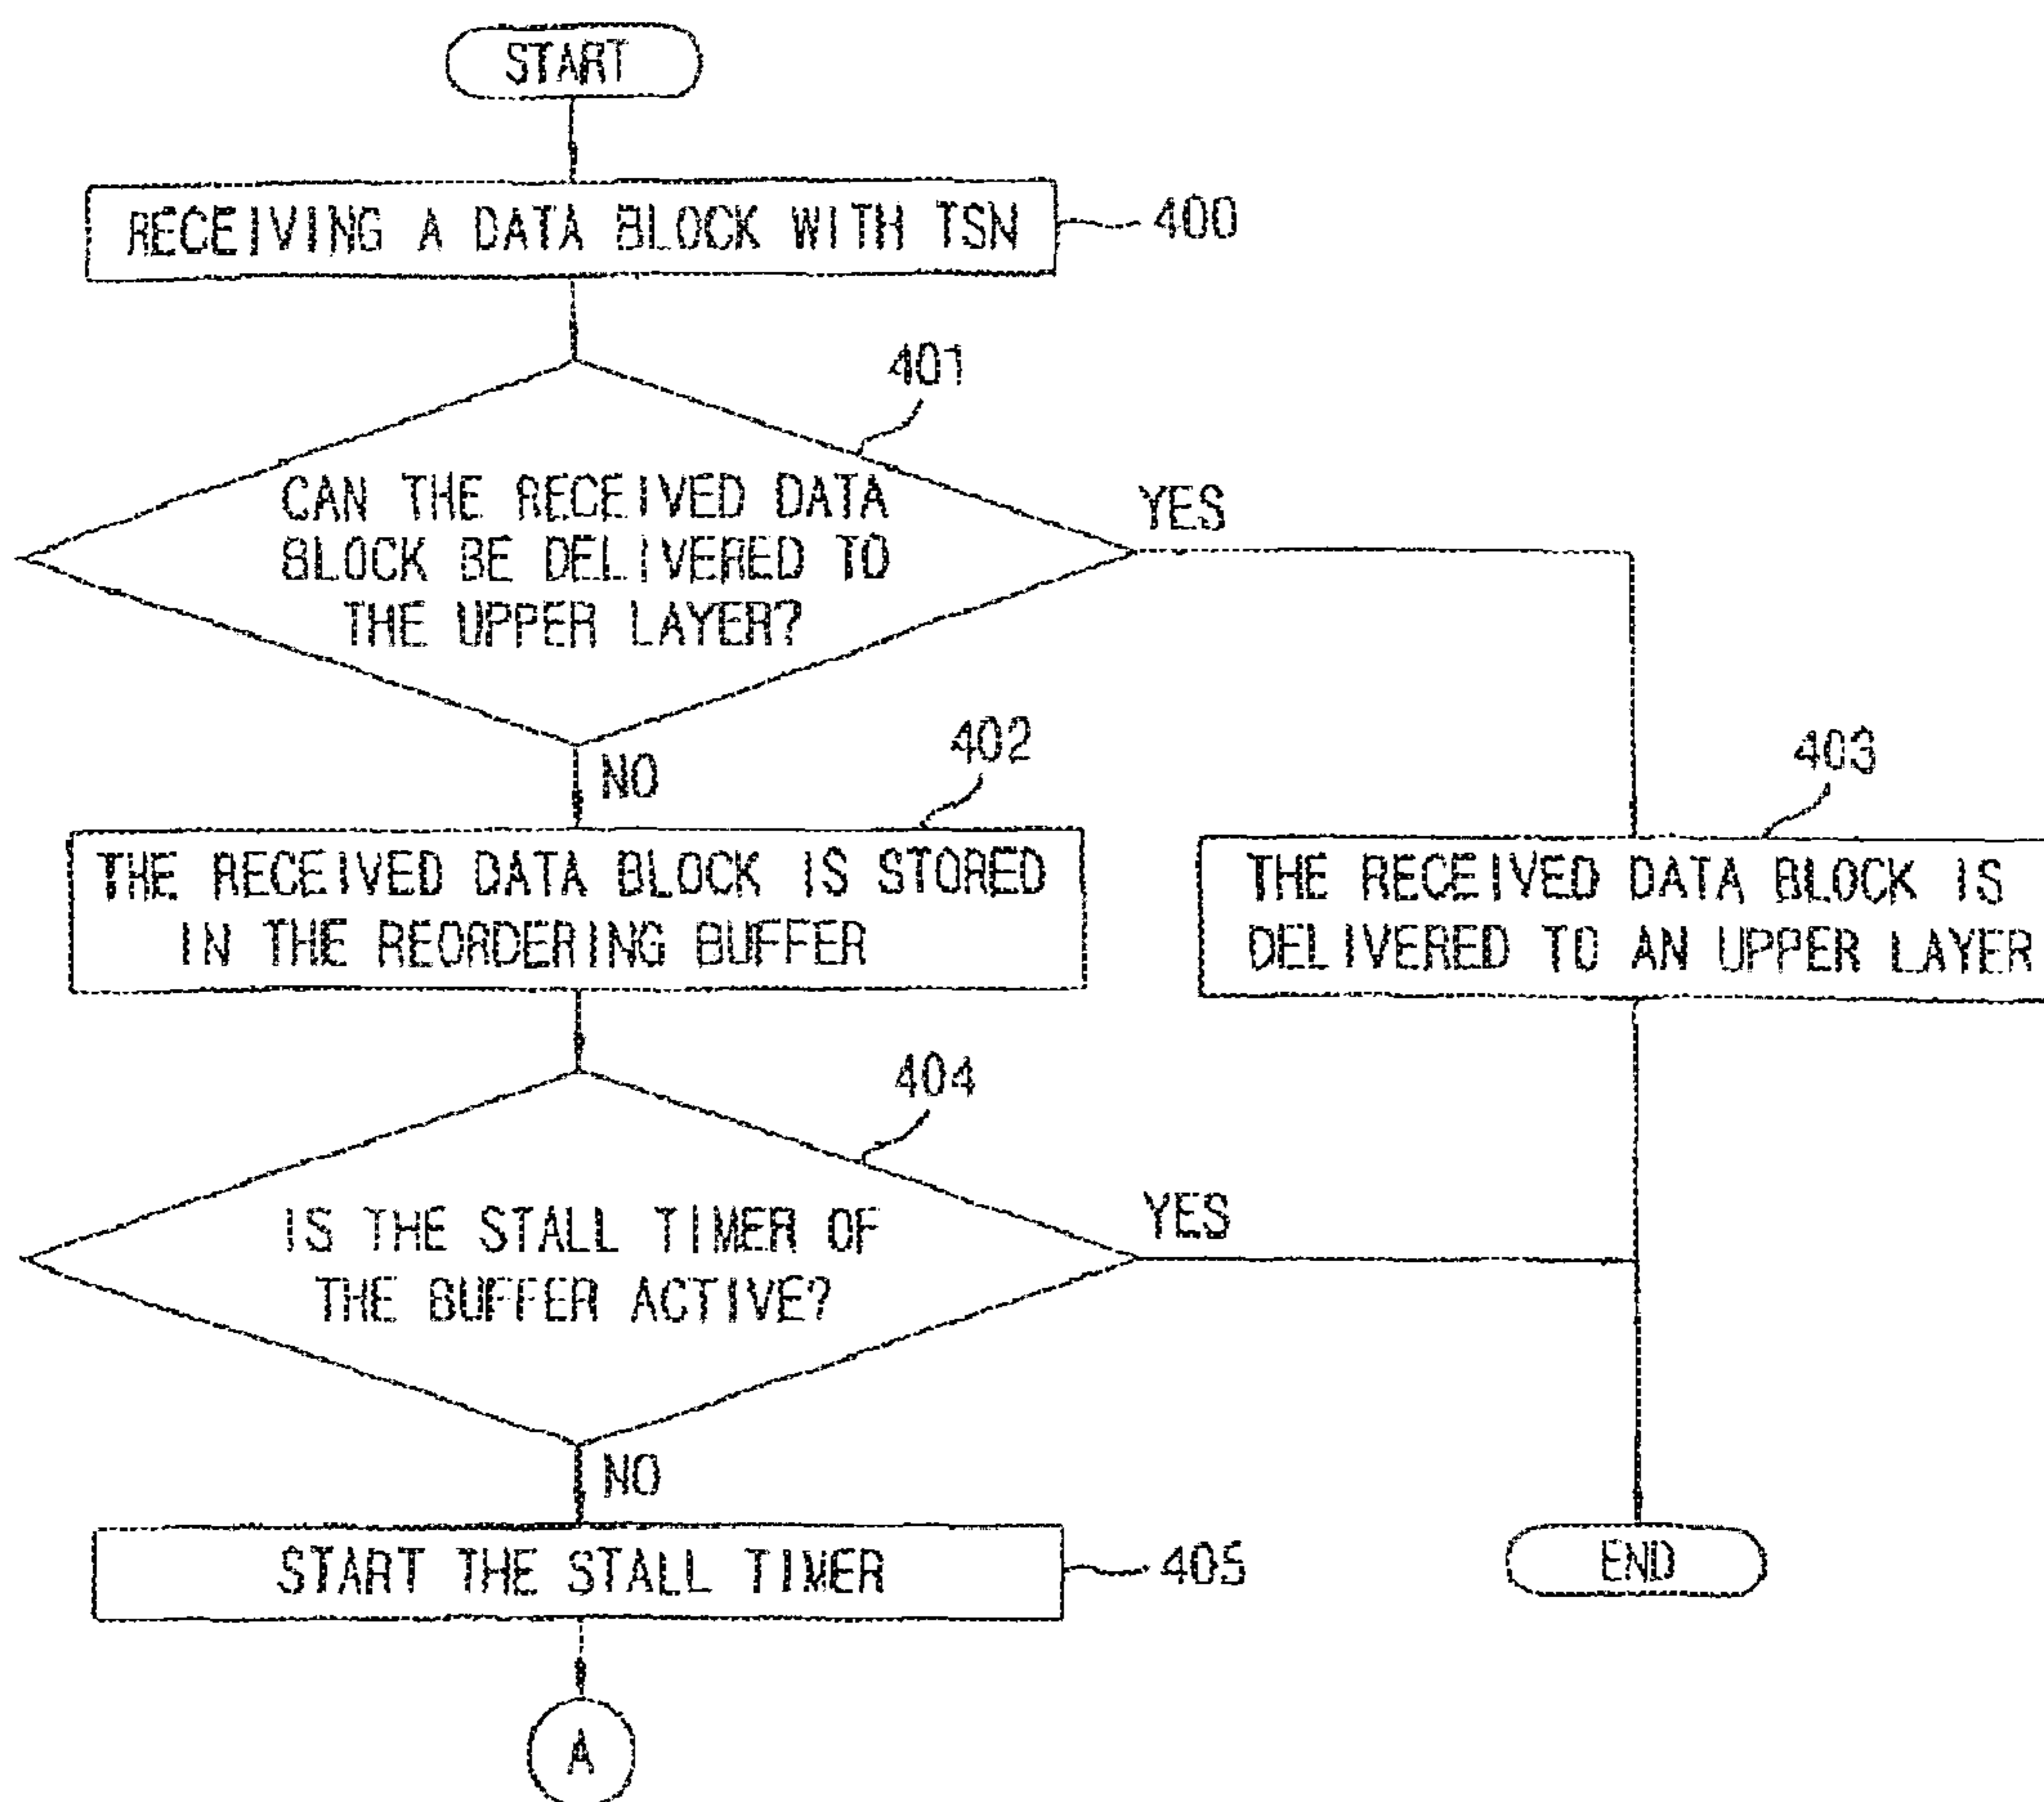 START
RECEIVING A DATA BLOCK WITH TSN
400
401
CAN THE RECEIVED DATA
BLOCK BE DELIVERED TO
THE UPPER LAYER?
YES
NO
402
THE RECEIVED DATA BLOCK IS STORED
IN THE REORDERING BUFFER
403
THE RECEIVED DATA BLOCK IS
DELIVERED TO AN UPPER LAYER
404
IS THE STALL TIMER OF
THE BUFFER ACTIVE?
YES
NO
START THE STALL TIMER
405
END
A